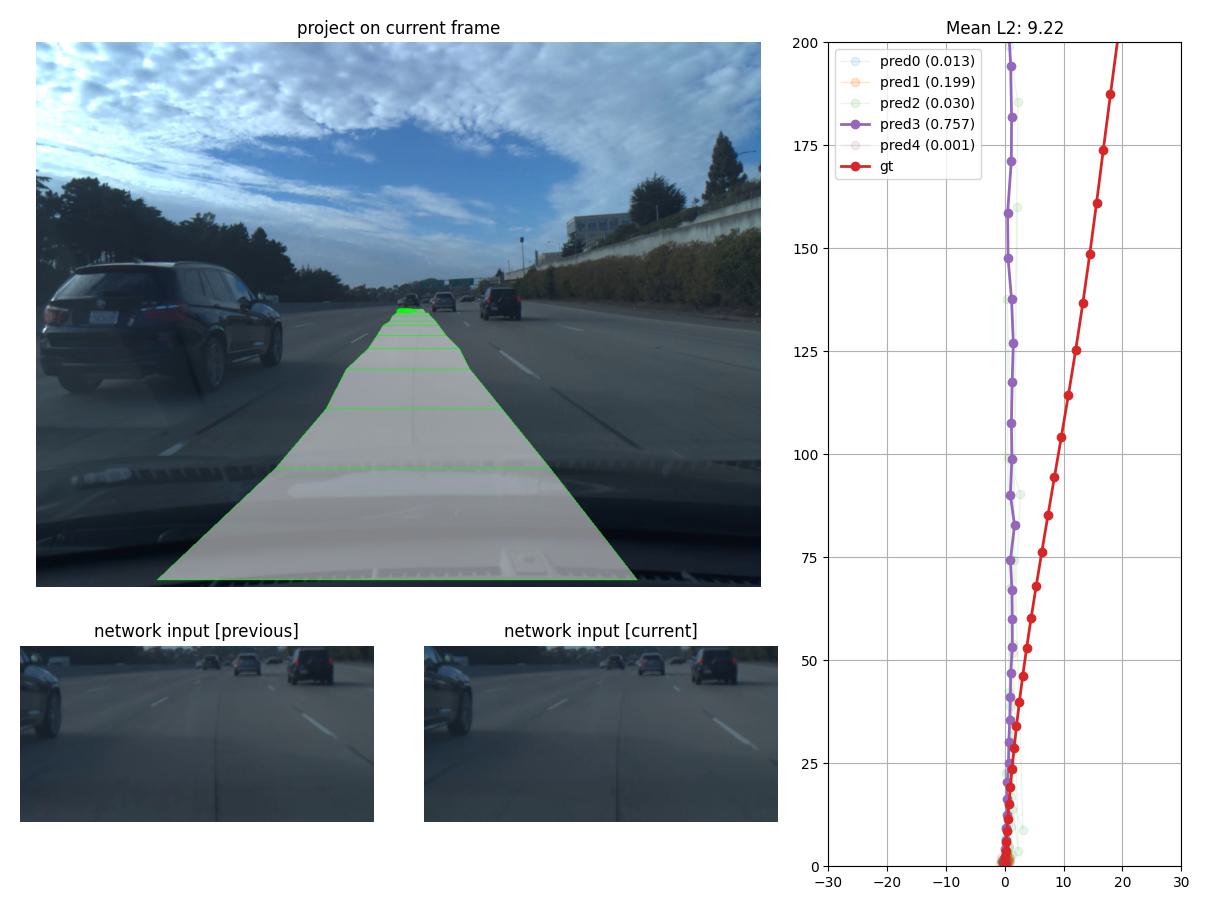 project on current frame
network input [previous]
network input [current]
Mean L2: 9.22
pred0 (0.013)
pred1 (0.199)
pred2 (0.030)
pred3 (0.757)
pred4 (0.001)
gt
200
175
150
125
100
75
50
25
0
−30 −20 −10 0 10 20 30